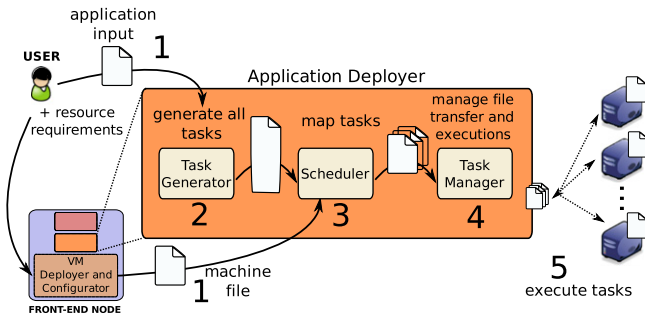 application
input
1
USER
+ resource
requirements
Application Deployer
generate all
tasks
map tasks
manage file
transfer and
executions
Task
Generator
Scheduler
Task
Manager
2
3
4
VM
Deployer and
Configurator
FRONT-END NODE
1
machine
file
5
execute tasks